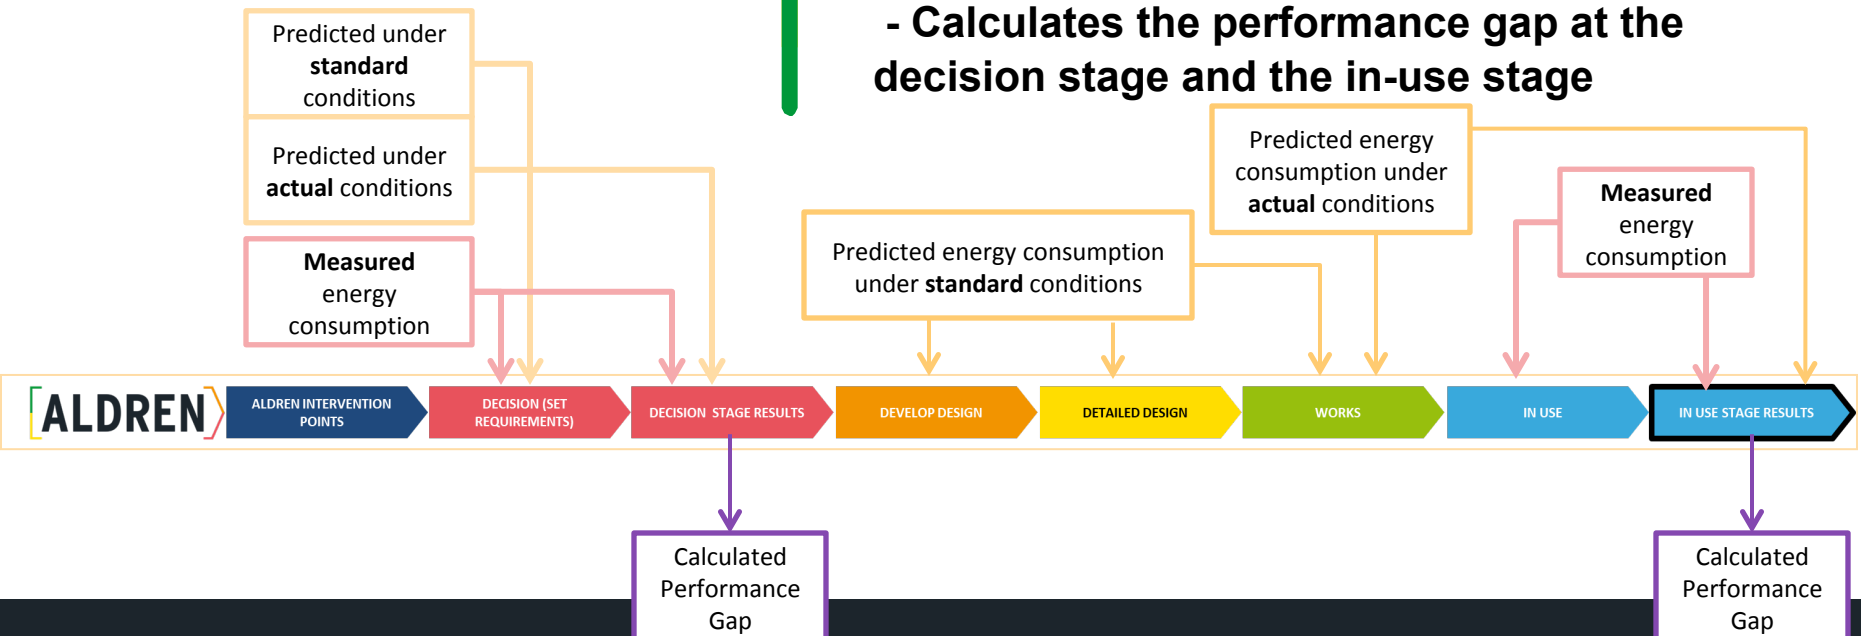 - Calculates the performance gap at the
decision stage and the in-use stage
Predicted under
standard
conditions
Predicted under
actual conditions
Measured
energy
consumption
Predicted energy consumption
under standard conditions
Predicted energy
consumption under
actual conditions
Measured
energy
consumption
ALDREN
ALDREN INTERVENTION
POINTS
DECISION (SET
REQUIREMENTS)
DECISION STAGE RESULTS
DEVELOP DESIGN
DETAILED DESIGN
WORKS
IN USE
IN USE STAGE RESULTS
Calculated
Performance
Gap
Calculated
Performance
Gap